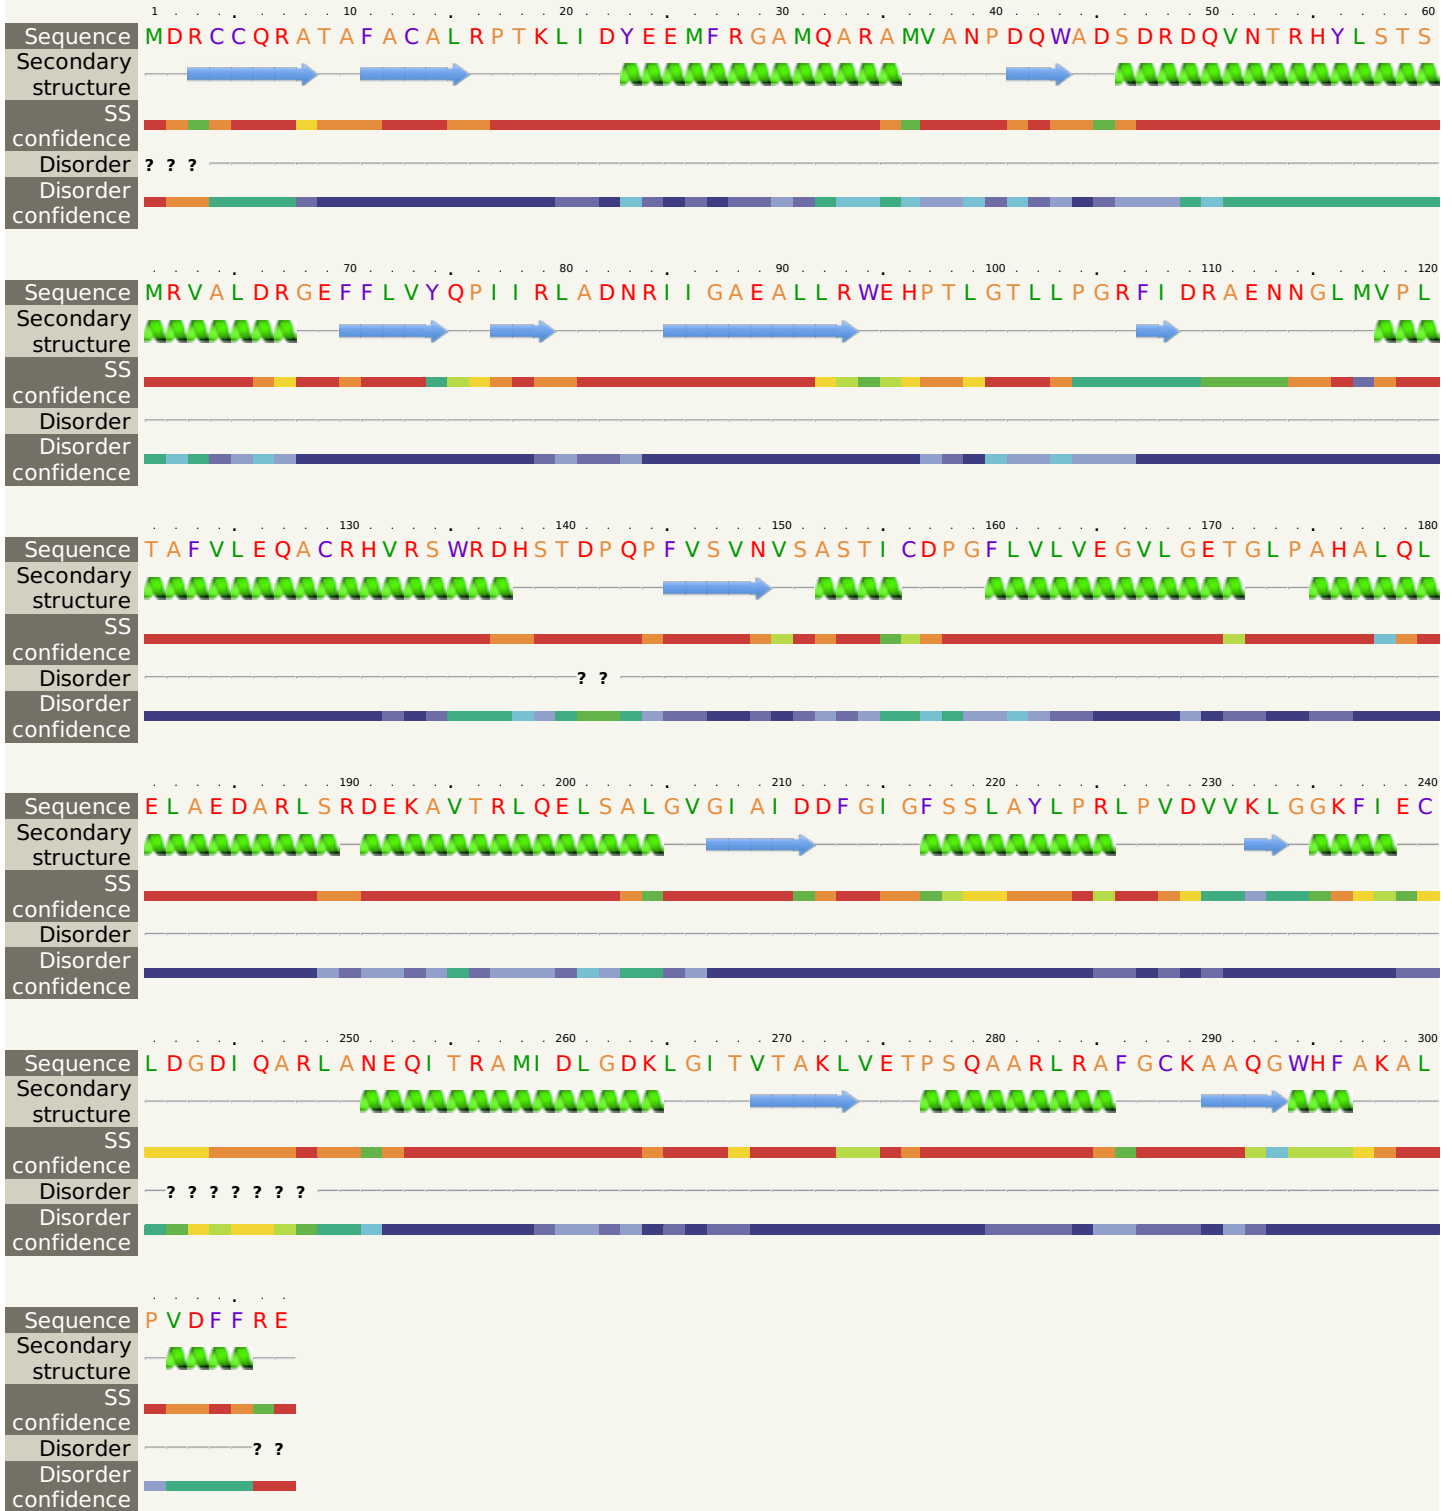 1 10 20 30 40 50 60
Sequence M D R C C Q R A T A F A C A L R P T K L I D Y E E M F R G A M Q A R A M V A N P D Q W A D S D R D Q V N T R H Y L S T S
Secondary
structure
SS
confidence
Disorder ? ? ?
Disorder
confidence
70 80 90 100 110 120
Sequence M R V A L D R G E F F L V Y Q P I I R L A D N R I I G A E A L L R W E H P T L G T L L P G R F I D R A E N N G L M V P L
Secondary
structure
SS
confidence
Disorder
Disorder
confidence
130 140 150 160 170 180
Sequence T A F V L E Q A C R H V R S W R D H S T D P Q P F V S V N V S A S T I C D P G F L V L V E G V L G E T G L P A H A L Q L
Secondary
structure
SS
confidence
Disorder ? ?
Disorder
confidence
190 200 210 220 230 240
Sequence E L A E D A R L S R D E K A V T R L Q E L S A L G V G I A I D D F G I G F S S L A Y L P R L P V D V V K L G G K F I E C
Secondary
structure
SS
confidence
Disorder
Disorder
confidence
250 260 270 280 290 300
Sequence L D G D I Q A R L A N E Q I T R A M I D L G D K L G I T V T A K L V E T P S Q A A R L R A F G C K A A Q G W H F A K A L
Secondary
structure
SS
confidence
Disorder ? ? ? ? ? ? ?
Disorder
confidence
Sequence P V D F F R E
Secondary
structure
SS
confidence
Disorder ? ?
Disorder
confidence